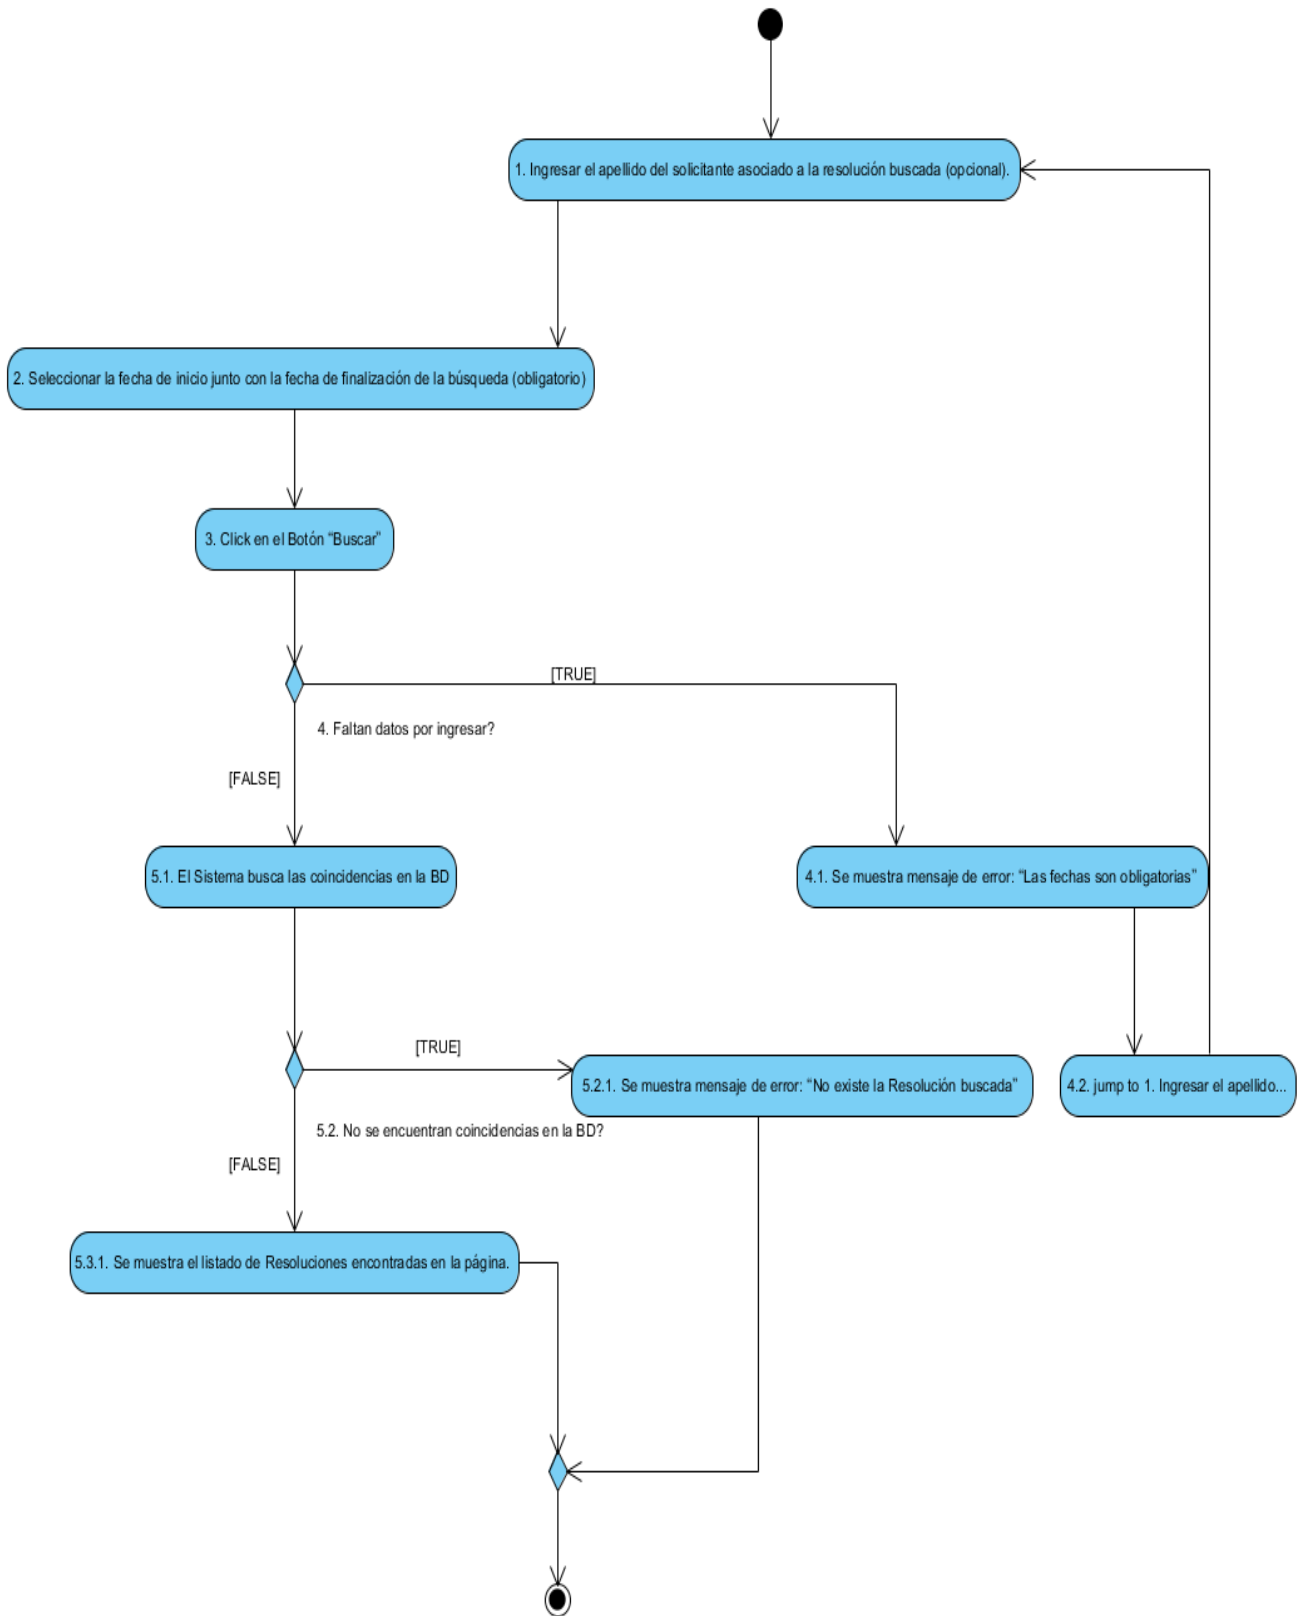 1. Ingresar el apellido del solicitante asociado a la resolución buscada (opcional).
2. Seleccionar la fecha de inicio junto con la fecha de finalización de la búsqueda (obligatorio)
3. Click en el Botón “Buscar”
[TRUE]
4. Faltan datos por ingresar?
[FALSE]
5.1. El Sistema busca las coincidencias en la BD
4.1. Se muestra mensaje de error: “Las fechas son obligatorias”
[TRUE]
5.2.1. Se muestra mensaje de error: “No existe la Resolución buscada”
4.2. jump to 1. Ingresar el apellido...
5.2. No se encuentran coincidencias en la BD?
[FALSE]
5.3.1. Se muestra el listado de Resoluciones encontradas en la página.